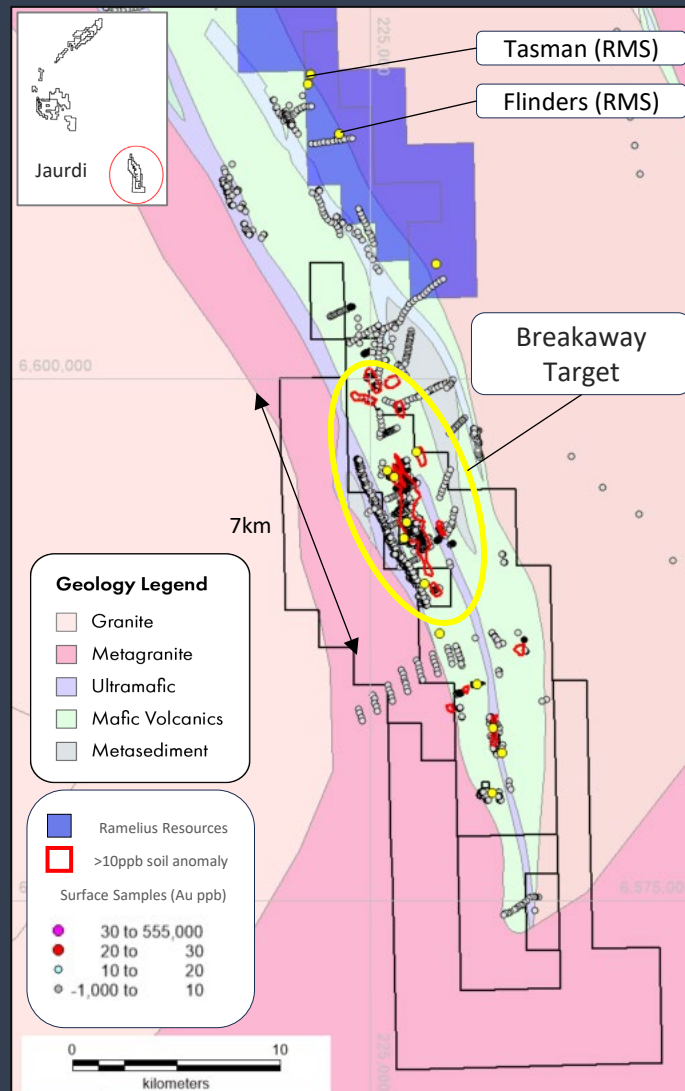 225,000
Tasman (RMS)
Flinders (RMS)
Jaurdi
Breakaway
Target
6,600,000
7km
Geology Legend
Granite
Metagranite
Ultramafic
Mafic Volcanics
Metasediment
Ramelius Resources
>10ppb soil anomaly
Surface Samples (Au ppb)
30 to 555,000
20 to 30
10 to 20
-1,000 to 10
6,575,000
225,000
0 10
kilometers